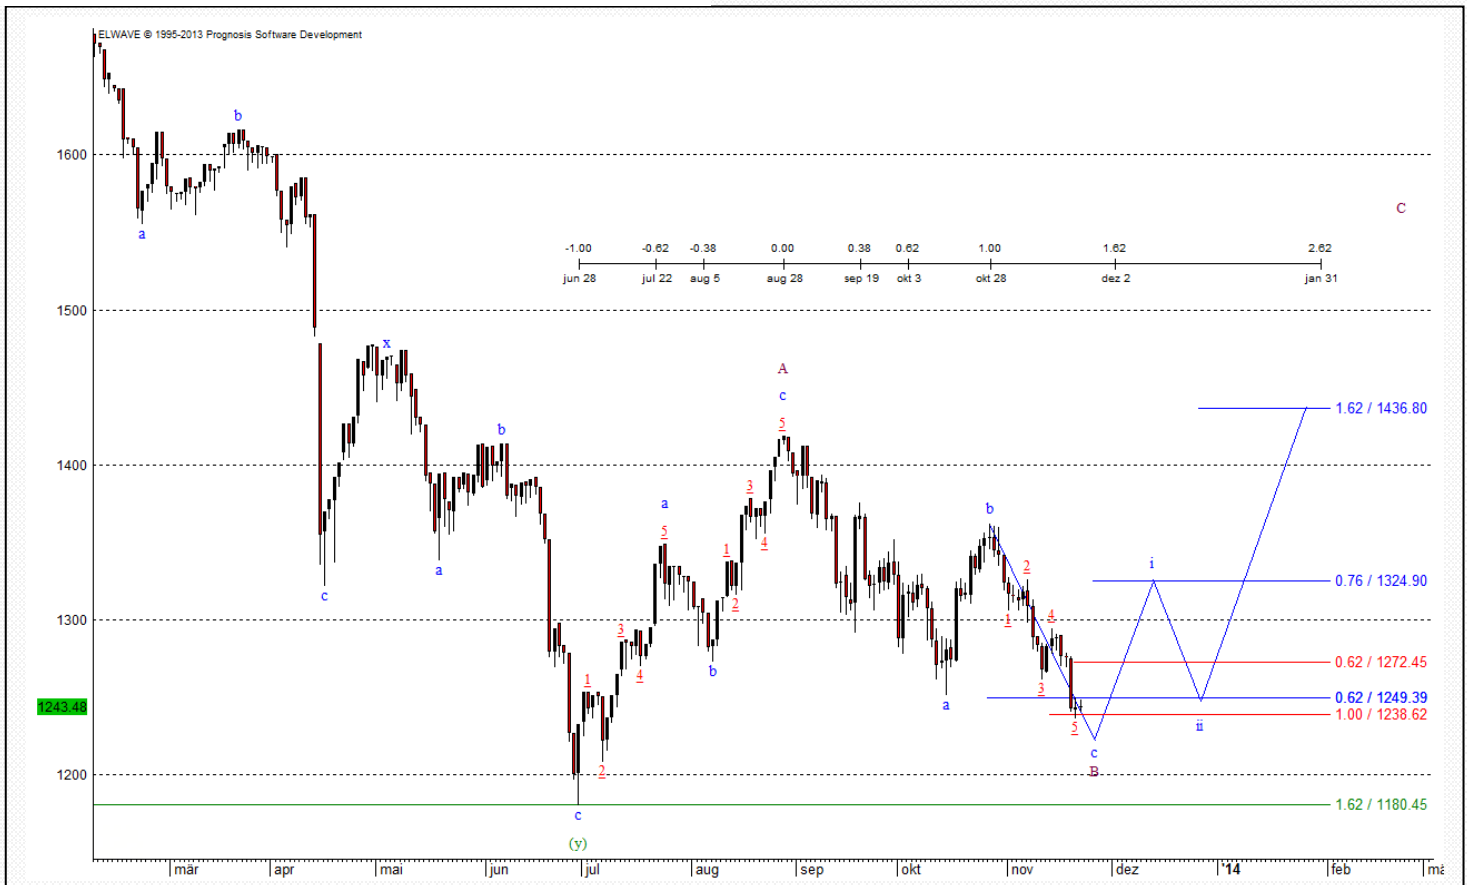 ELWAVE © 1995-2013 Prognosis Software Development
b
1600
C
a
-1.00 -0.62 -0.38 0.00 0.38 0.62 1.00 1.62 2.62
jun 28 jul 22 aug 5 aug 28 sep 19 okt 3 okt 28 dez 2 jan 31
1500
x
A
c
1.62 / 1436.80
5
b
1400
3
a
b
5
1
4
a
2
i
0.76 / 1324.90
c
2
1300
3
1
4
4
b
0.62 / 1272.45
1
3
a
0.62 / 1249.39
1243.48
1.00 / 1238.62
5
ii
c
2
B
1200
1.62 / 1180.45
c
(y)
mär apr mai jun jul aug sep okt nov dez '14 feb